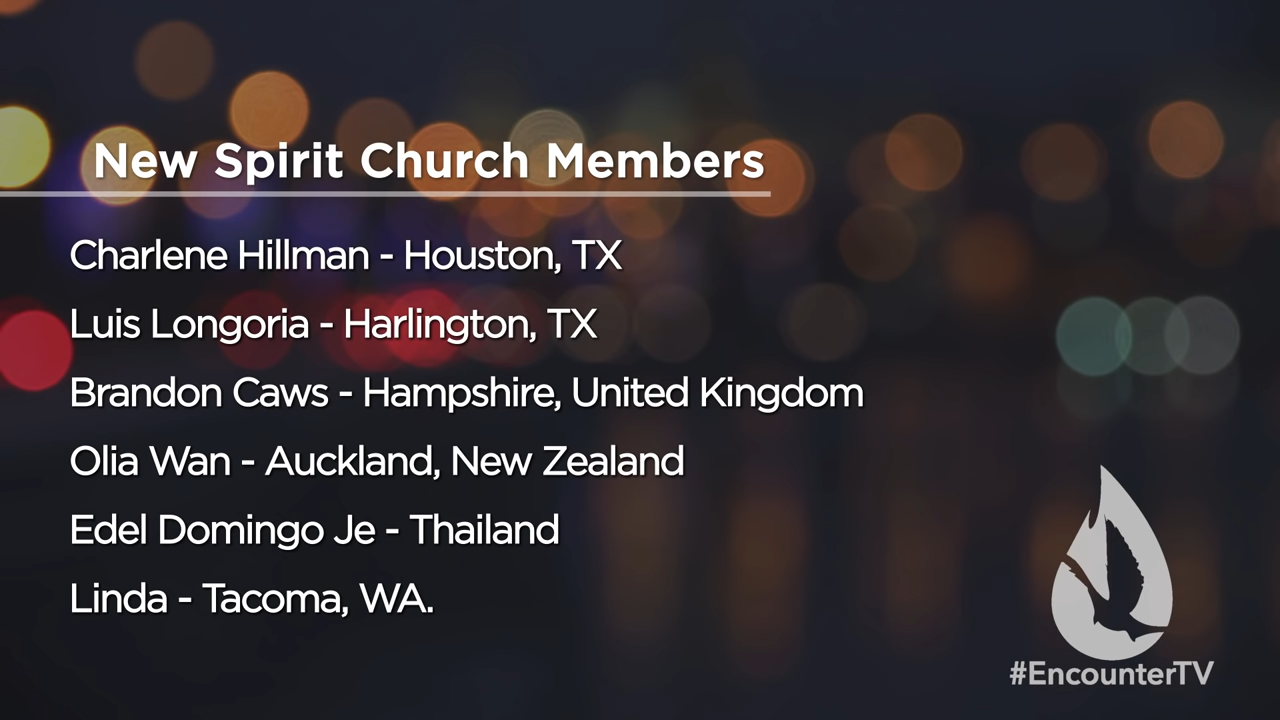 New Spirit Church Members
Charlene Hillman - Houston, TX
Luis Longoria - Harlington, TX
Brandon Caws - Hampshire, United Kingdom
Olia Wan - Auckland, New Zealand
Edel Domingo Je - Thailand
Linda - Tacoma, WA.
#EncounterTV